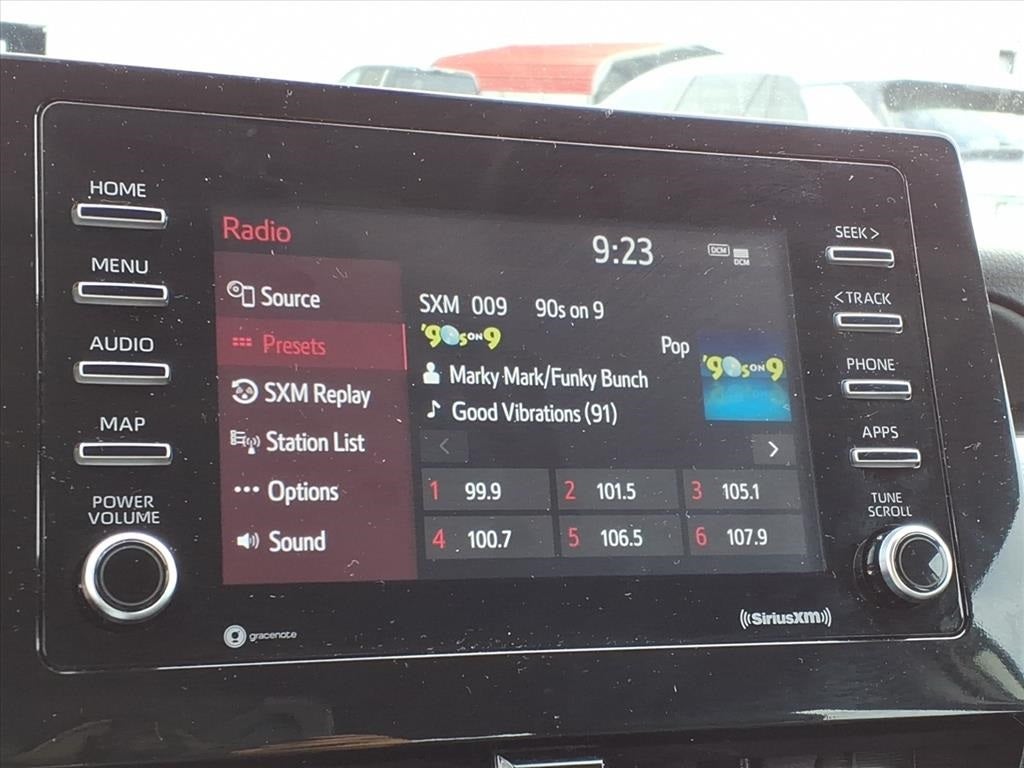 HOME
MENU
AUDIO
MAP
POWER
VOLUME
Radio
9:23
DCM
DCM
Source
Presets
SXM Replay
Station List
Options
Sound
SXM 009 90s on 9
'90s ON 9
Pop
Marky Mark/Funky Bunch
Good Vibrations (91)
'90s ON 9
<
>
1 99.9
2 101.5
3 105.1
4 100.7
5 106.5
6 107.9
SEEK >
< TRACK
PHONE
APPS
TUNE
SCROLL
g gracenote
((SiriusXM))